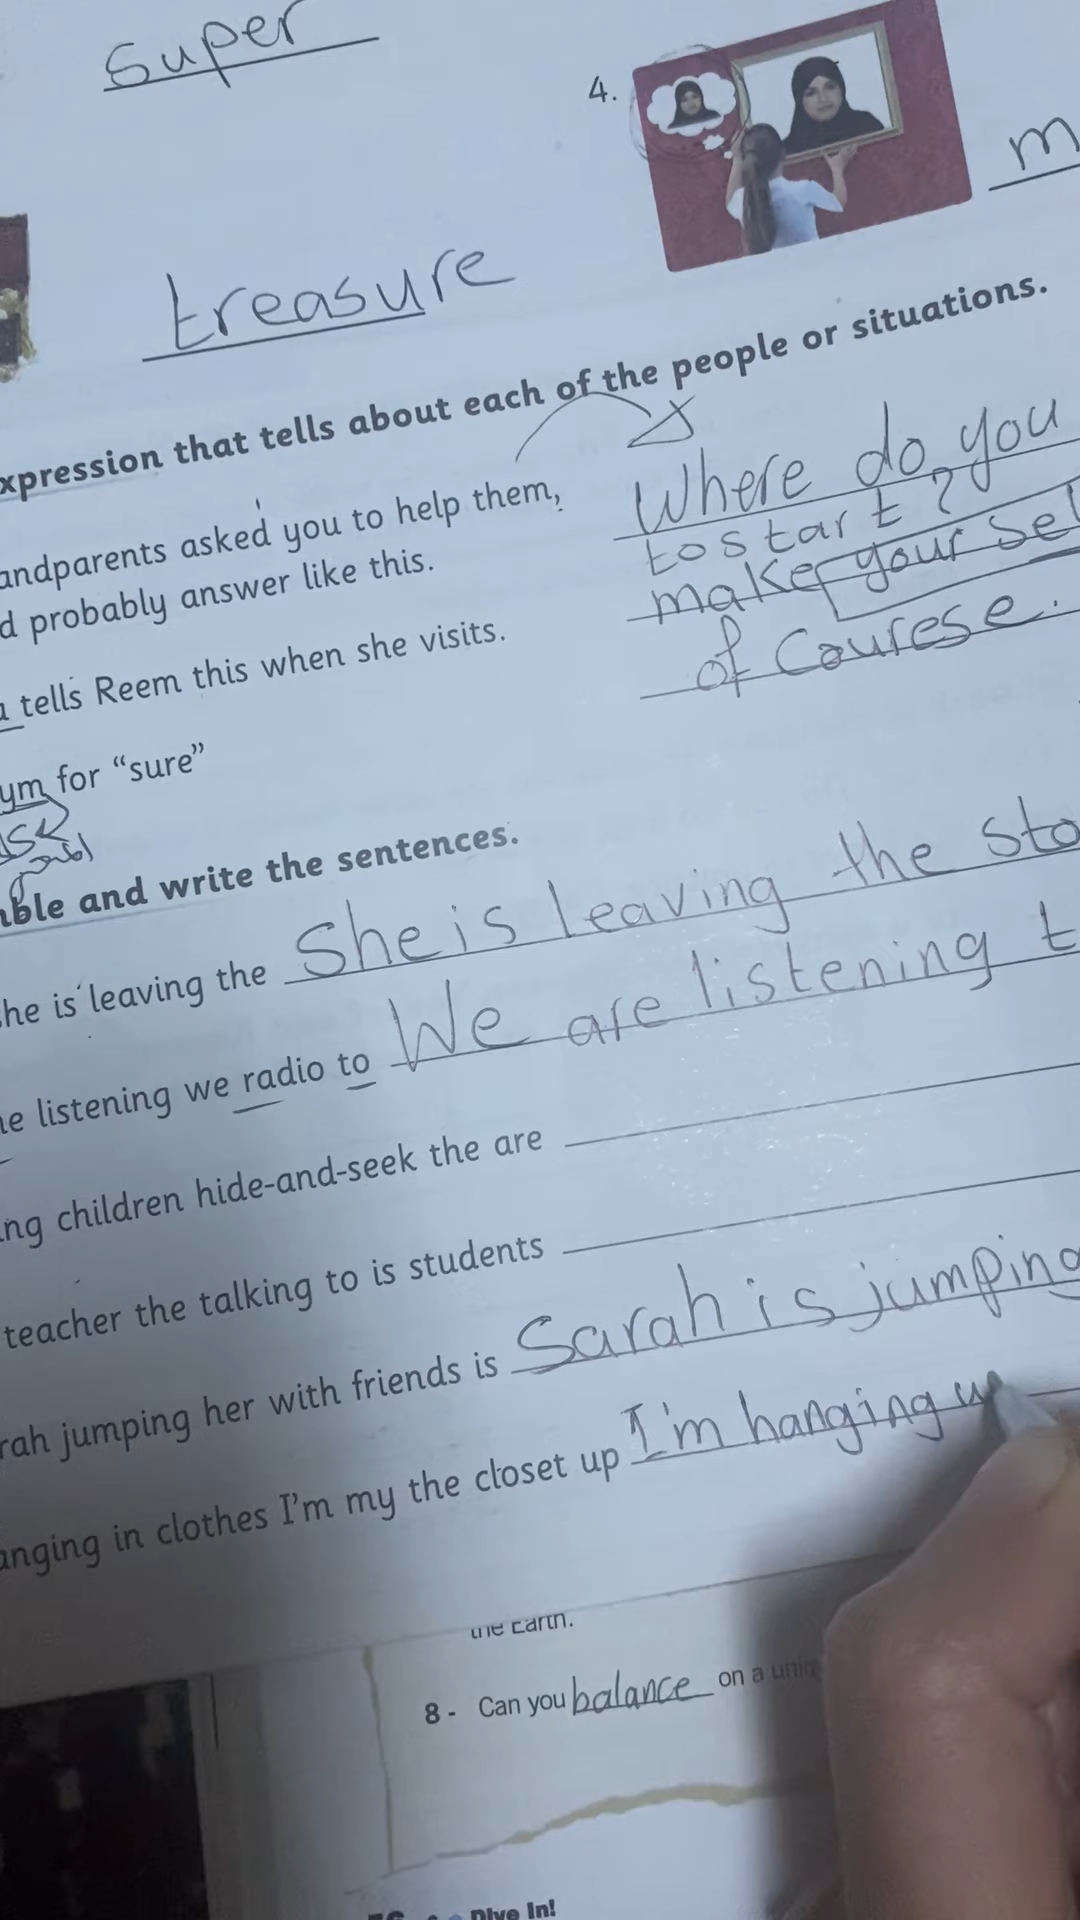 super
4.
m
treasure
xpression that tells about each of the people or situations.
andparents asked you to help them,
d probably answer like this.
Where do you
to start?
make your sel
a tells Reem this when she visits.
of Courese.
ym for “sure”
ble and write the sentences.
he is leaving the She is leaving the sto
e listening we radio to We are listening t
ng children hide-and-seek the are
teacher the talking to is students
rah jumping her with friends is Sarah is jumping
anging in clothes I'm my the closet up I'm hanging u
the Earth.
8 - Can you balance on a unic
Dive In!